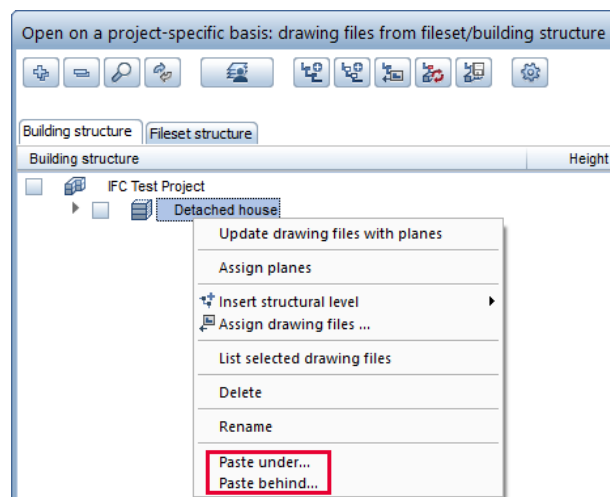 Open on a project-specific basis: drawing files from fileset/building structure
Building structure Fileset structure
Building structure Height
IFC Test Project
Detached house
Update drawing files with planes
Assign planes
Insert structural level
Assign drawing files ...
List selected drawing files
Delete
Rename
Paste under...
Paste behind...